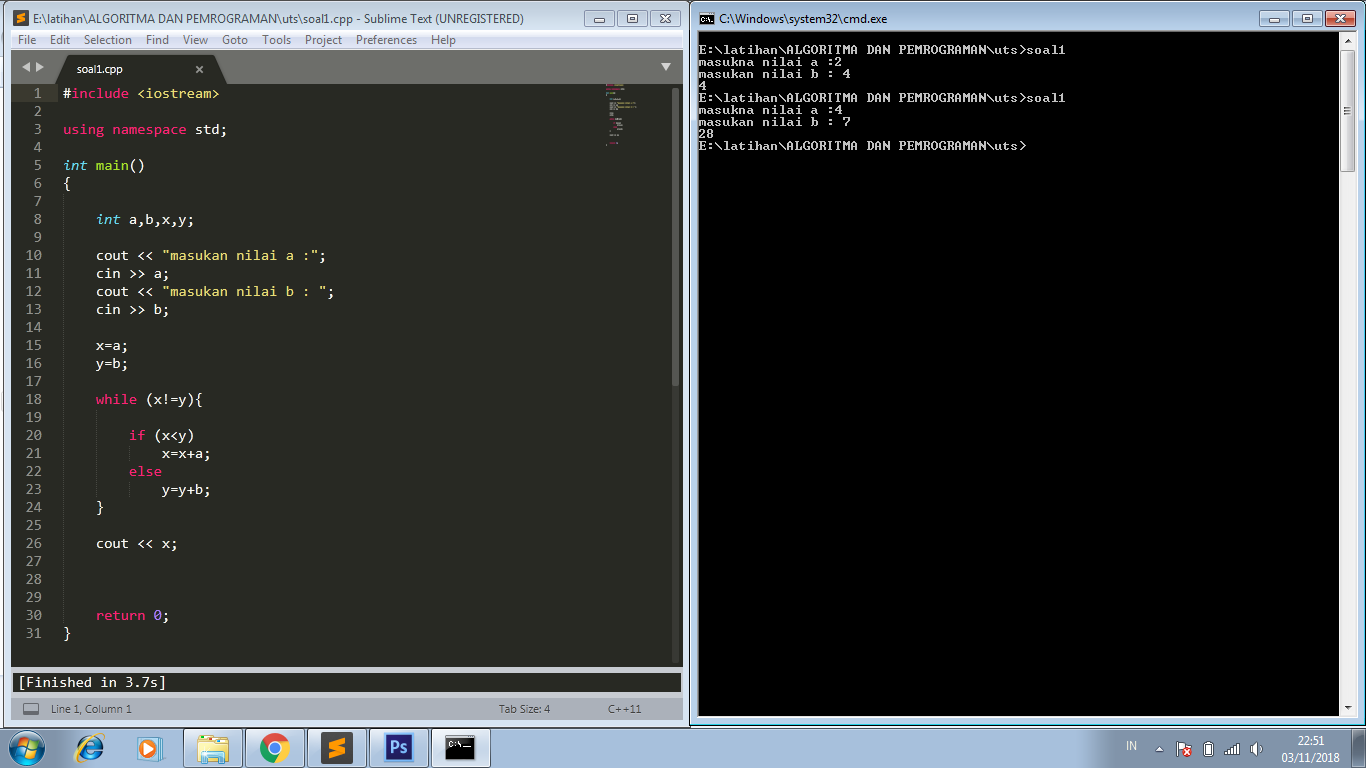 E:\latihan\ALGORITMA DAN PEMROGRAMAN\uts\soal1.cpp - Sublime Text (UNREGISTERED)
File Edit Selection Find View Goto Tools Project Preferences Help
soal1.cpp
1 #include <iostream>
2
3 using namespace std;
4
5 int main()
6 {
7
8 int a,b,x,y;
9
10 cout << "masukan nilai a :";
11 cin >> a;
12 cout << "masukan nilai b : ";
13 cin >> b;
14
15 x=a;
16 y=b;
17
18 while (x!=y){
19
20 if (x<y)
21 x=x+a;
22 else
23 y=y+b;
24 }
25
26 cout << x;
27
28
29
30 return 0;
31 }
[Finished in 3.7s]
Line 1, Column 1 Tab Size: 4 C++11
C:\Windows\system32\cmd.exe
E:\latihan\ALGORITMA DAN PEMROGRAMAN\uts>soal1
masukna nilai a :2
masukan nilai b : 4
4
E:\latihan\ALGORITMA DAN PEMROGRAMAN\uts>soal1
masukna nilai a :4
masukan nilai b : 7
28
E:\latihan\ALGORITMA DAN PEMROGRAMAN\uts>
Ps
IN
22:51
03/11/2018